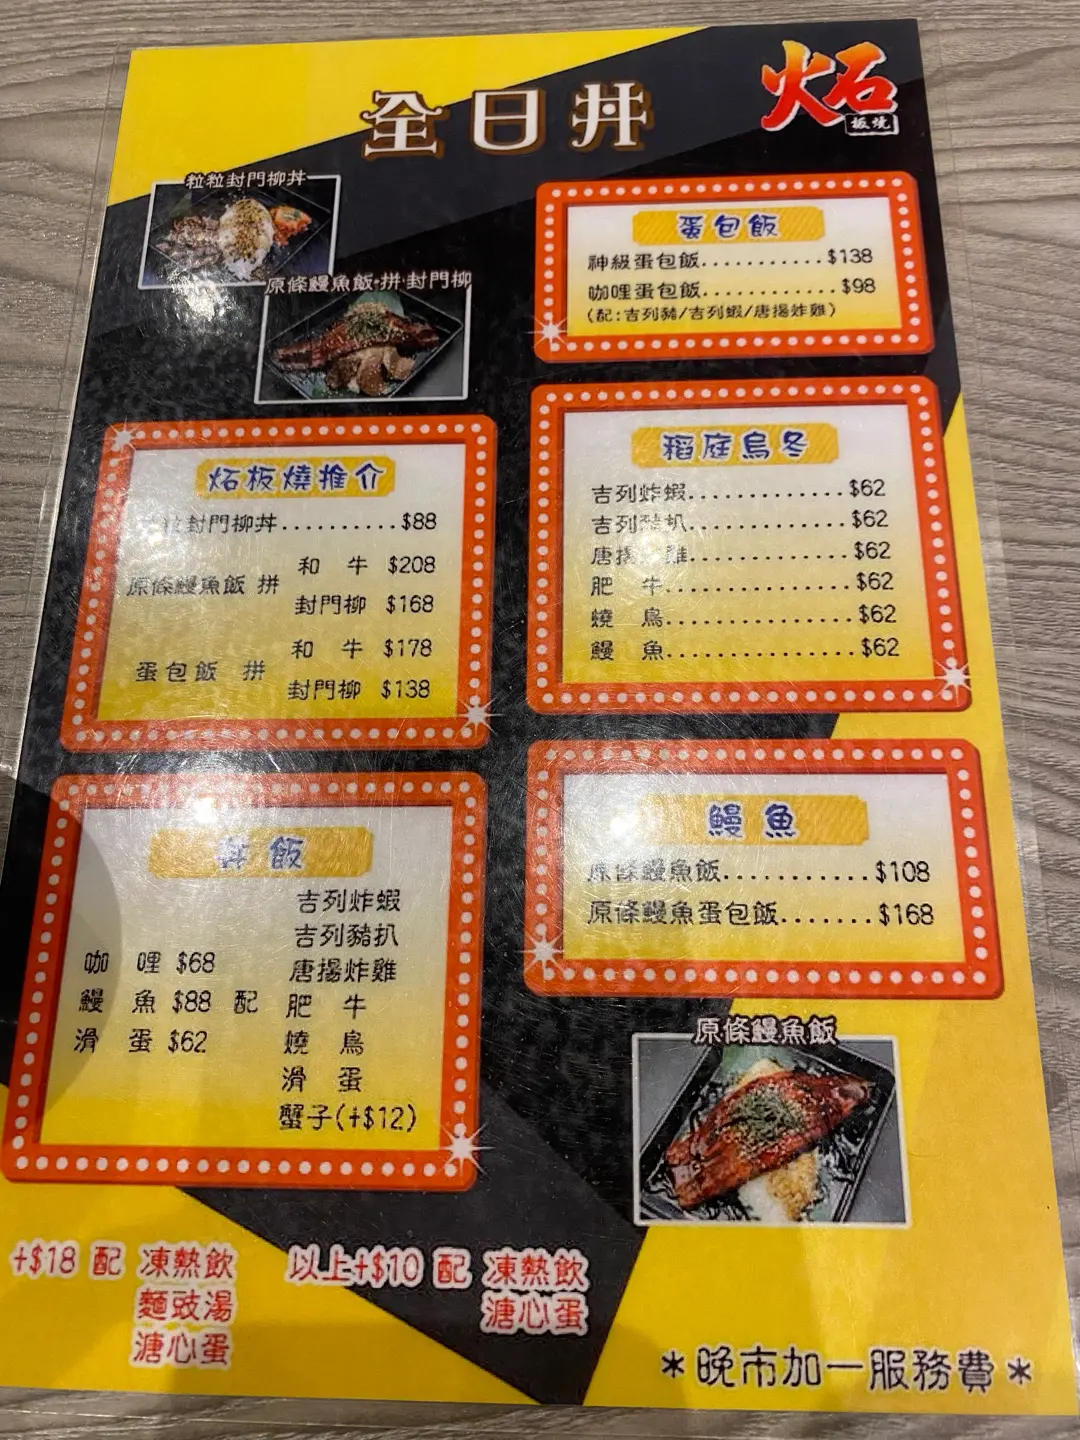 全日丼
炻
板燒
粒粒封門柳丼
原條鰻魚飯·拼·封門柳
蛋包飯
神級蛋包飯...........$138
咖哩蛋包飯............$98
(配:吉列豬/吉列蝦/唐揚炸雞)
稻庭烏冬
吉列炸蝦.............$62
吉列豬扒.............$62
唐揚 雞.............$62
肥 牛...............$62
燒 鳥...............$62
鰻 魚...............$62
炻板燒推介
粒封門柳丼..........$88
原條鰻魚飯 拼
和 牛 $208
封門柳 $168
蛋包飯 拼
和 牛 $178
封門柳 $138
丼飯
咖 哩 $68
鰻 魚 $88 配
滑 蛋 $62
吉列炸蝦
吉列豬扒
唐揚炸雞
肥 牛
燒 鳥
滑 蛋
蟹子(+$12)
鰻魚
原條鰻魚飯...........$108
原條鰻魚蛋包飯.......$168
原條鰻魚飯
+$18 配 凍熱飲
麵豉湯
溏心蛋
以上+$10 配 凍熱飲
溏心蛋
*晚市加一服務費*